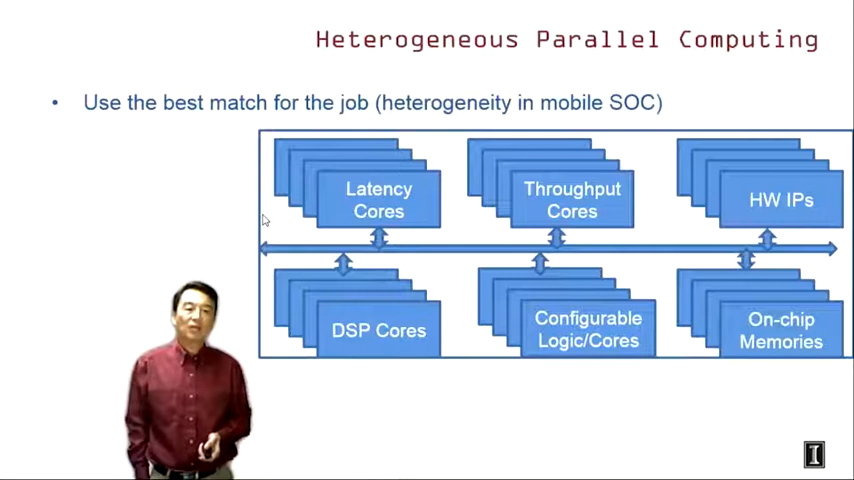 Heterogeneous Parallel Computing
• Use the best match for the job (heterogeneity in mobile SOC)
Latency
Cores
Throughput
Cores
HW IPs
DSP Cores
Configurable
Logic/Cores
On-chip
Memories
I